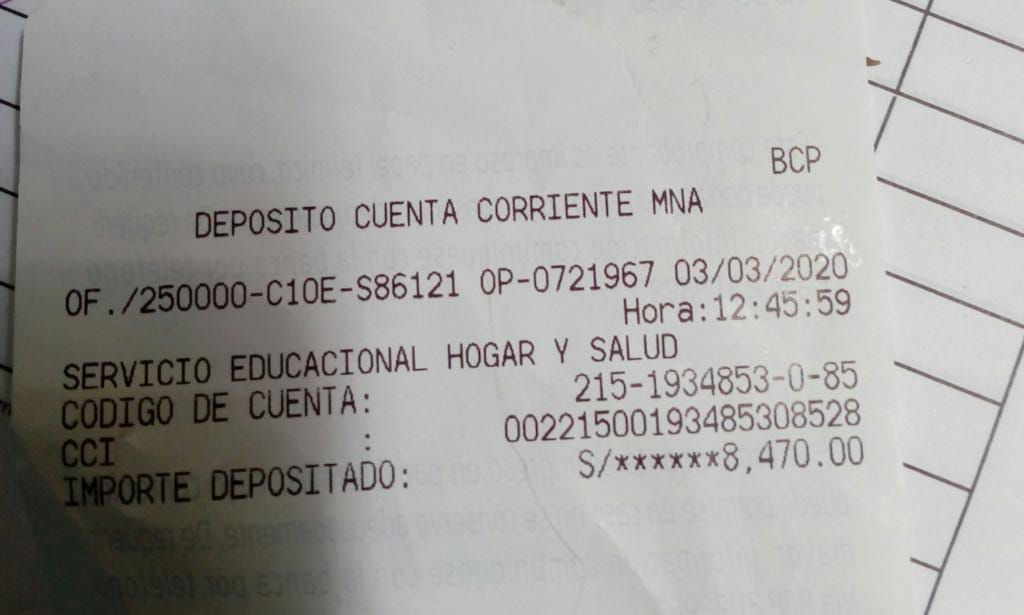 BCP
DEPOSITO CUENTA CORRIENTE MNA
OF./250000-C10E-S86121 OP-0721967 03/03/2020
Hora:12:45:59
SERVICIO EDUCACIONAL HOGAR Y SALUD
CODIGO DE CUENTA: 215-1934853-0-85
CCI : 00221500193485308528
IMPORTE DEPOSITADO: S/******8,470.00